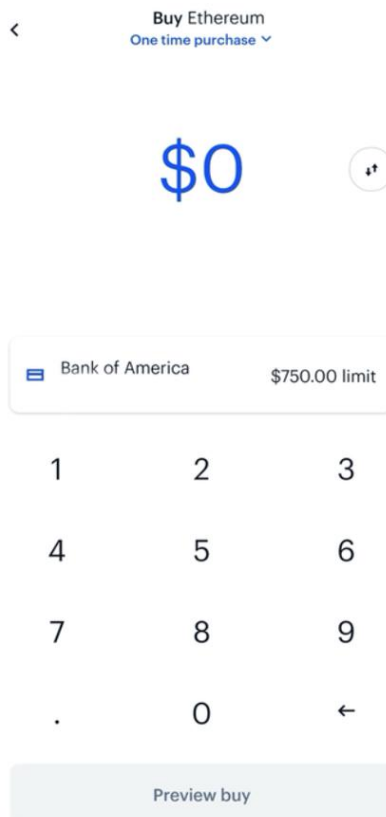 Buy Ethereum
One time purchase
$0
Bank of America
$750.00 limit
1 2 3
4 5 6
7 8 9
. 0 ←
Preview buy